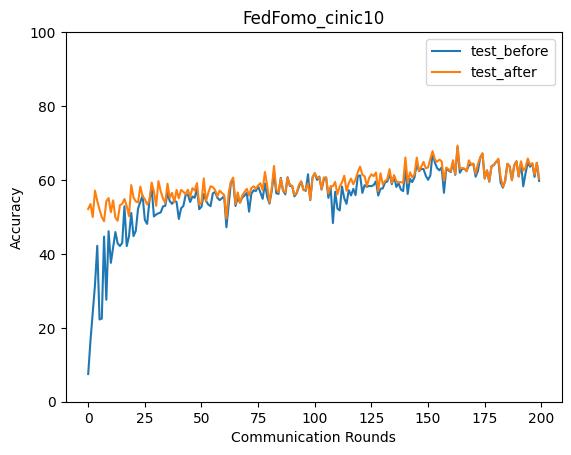 FedFomo_cinic10
test_before
test_after
100
80
60
40
20
0
Accuracy
0 25 50 75 100 125 150 175 200
Communication Rounds